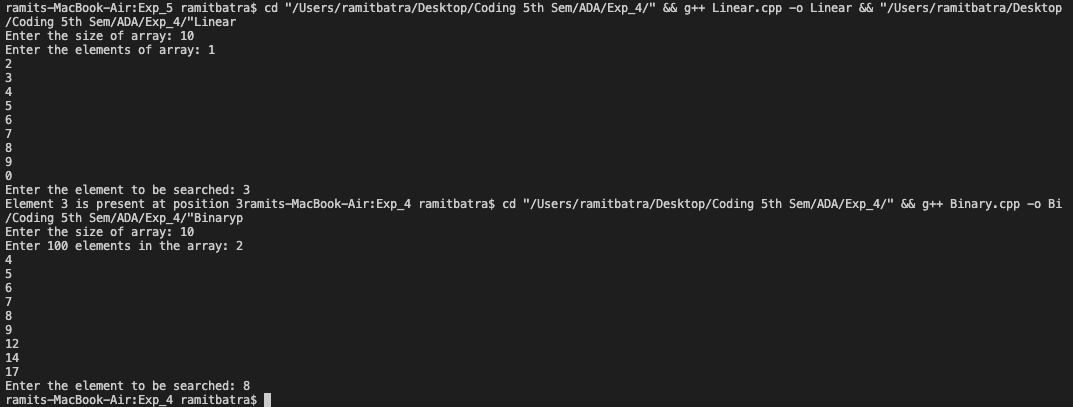 ramits-MacBook-Air:Exp_5 ramitbatra$ cd "/Users/ramitbatra/Desktop/Coding 5th Sem/ADA/Exp_4/" && g++ Linear.cpp -o Linear && "/Users/ramitbatra/Desktop
/Coding 5th Sem/ADA/Exp_4/"Linear
Enter the size of array: 10
Enter the elements of array: 1
2
3
4
5
6
7
8
9
0
Enter the element to be searched: 3
Element 3 is present at position 3ramits-MacBook-Air:Exp_4 ramitbatra$ cd "/Users/ramitbatra/Desktop/Coding 5th Sem/ADA/Exp_4/" && g++ Binary.cpp -o Bi
/Coding 5th Sem/ADA/Exp_4/"Binaryp
Enter the size of array: 10
Enter 100 elements in the array: 2
4
5
6
7
8
9
12
14
17
Enter the element to be searched: 8
ramits-MacBook-Air:Exp_4 ramitbatra$